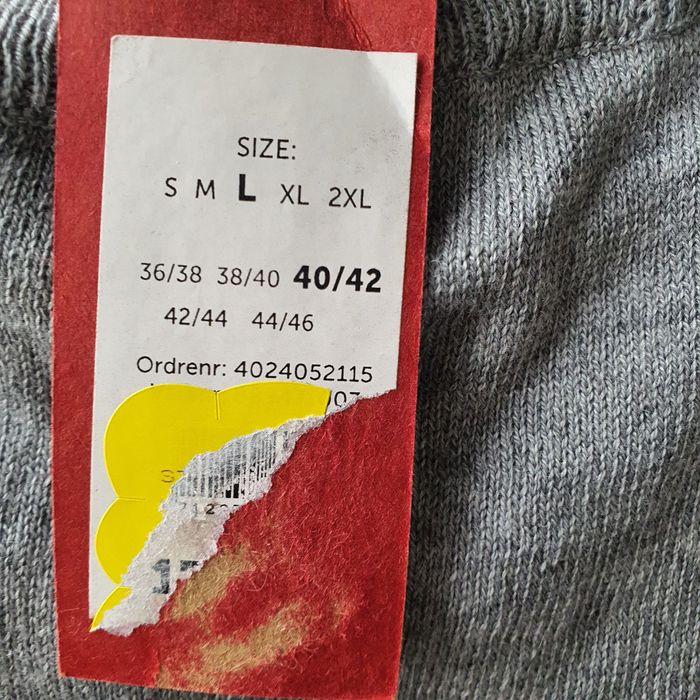 SIZE:
S M L XL 2XL
36/38 38/40 40/42
42/44 44/46
Ordrenr: 4024052115